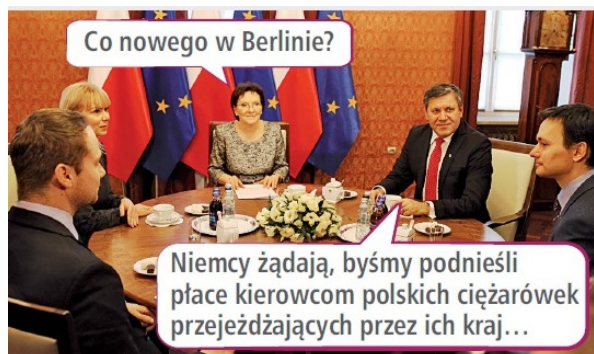 Co nowego w Berlinie?
Niemcy żądają, byśmy podnieśli
płace kierowcom polskich ciężarówek
przejeżdżających przez ich kraj…